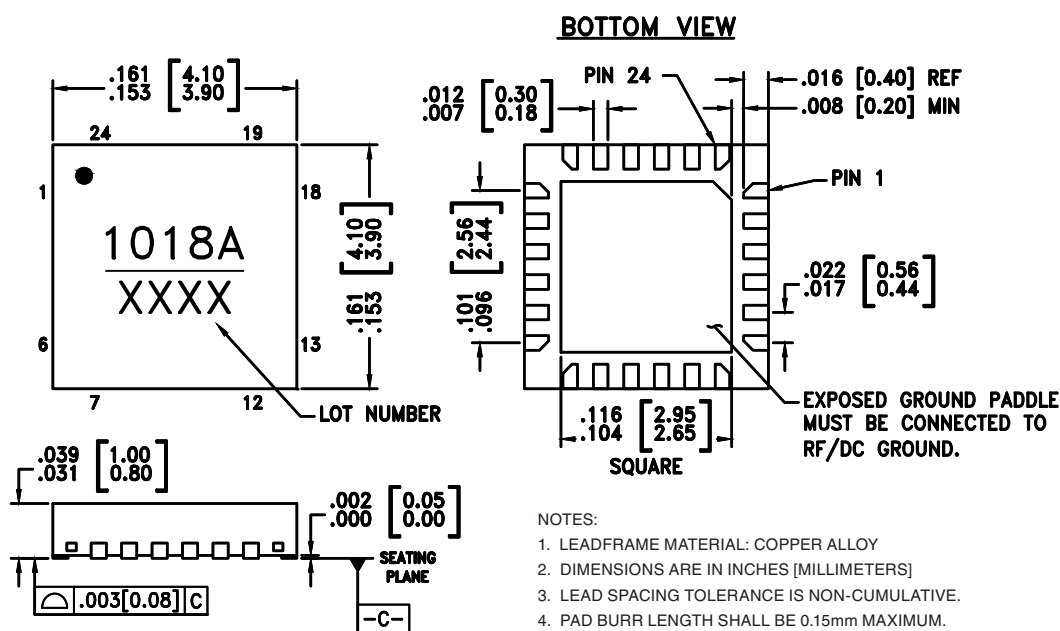 BOTTOM VIEW
.161 [4.10]
.153 [3.90]
24
19
1
18
1018A
XXXX
6
13
7
12
LOT NUMBER
[4.10]
[3.90]
.161
.153
PIN 24
.012 [0.30]
.007 [0.18]
.016 [0.40] REF
.008 [0.20] MIN
PIN 1
[2.56]
[2.44]
.101
.096
.022 [0.56]
.017 [0.44]
.116 [2.95]
.104 [2.65]
SQUARE
EXPOSED GROUND PADDLE
MUST BE CONNECTED TO
RF/DC GROUND.
.039 [1.00]
.031 [0.80]
.002 [0.05]
.000 [0.00]
SEATING
PLANE
.003[0.08] C
-C-
NOTES:
1. LEADFRAME MATERIAL: COPPER ALLOY
2. DIMENSIONS ARE IN INCHES [MILLIMETERS]
3. LEAD SPACING TOLERANCE IS NON-CUMULATIVE.
4. PAD BURR LENGTH SHALL BE 0.15mm MAXIMUM.